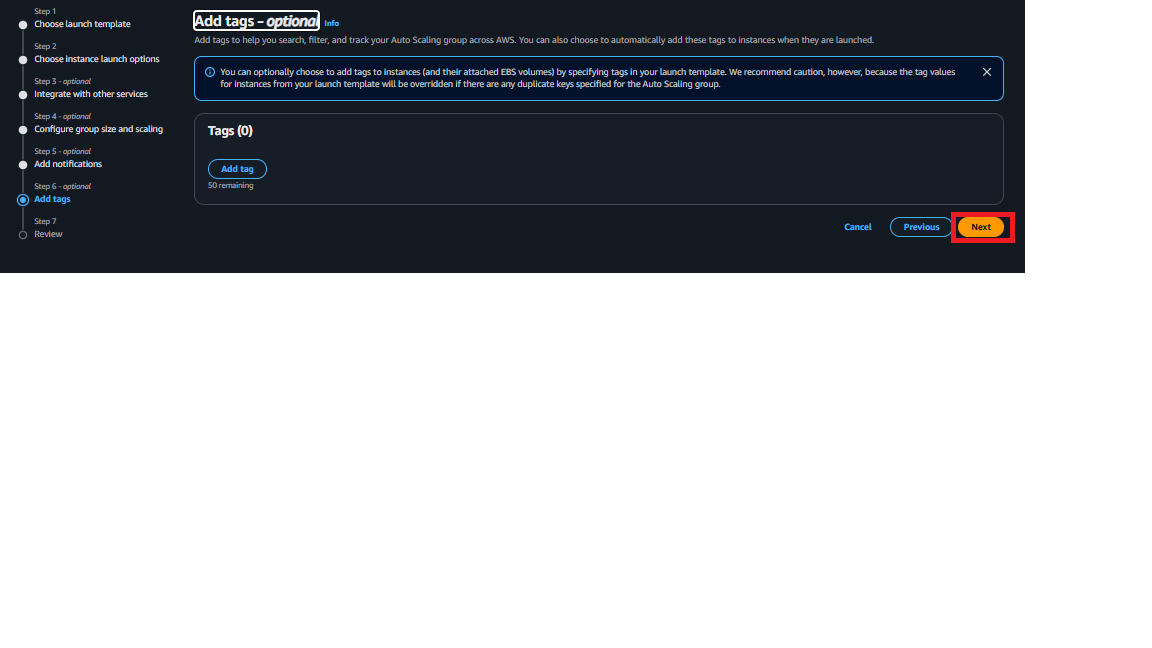 Step 1
Choose launch template
Step 2
Choose instance launch options
Step 3 - optional
Integrate with other services
Step 4 - optional
Configure group size and scaling
Step 5 - optional
Add notifications
Step 6 - optional
Add tags
Step 7
Review
Add tags – optional Info
Add tags to help you search, filter, and track your Auto Scaling group across AWS. You can also choose to automatically add these tags to instances when they are launched.
You can optionally choose to add tags to instances (and their attached EBS volumes) by specifying tags in your launch template. We recommend caution, however, because the tag values
for instances from your launch template will be overridden if there are any duplicate keys specified for the Auto Scaling group.
Tags (0)
Add tag
50 remaining
Cancel Previous Next